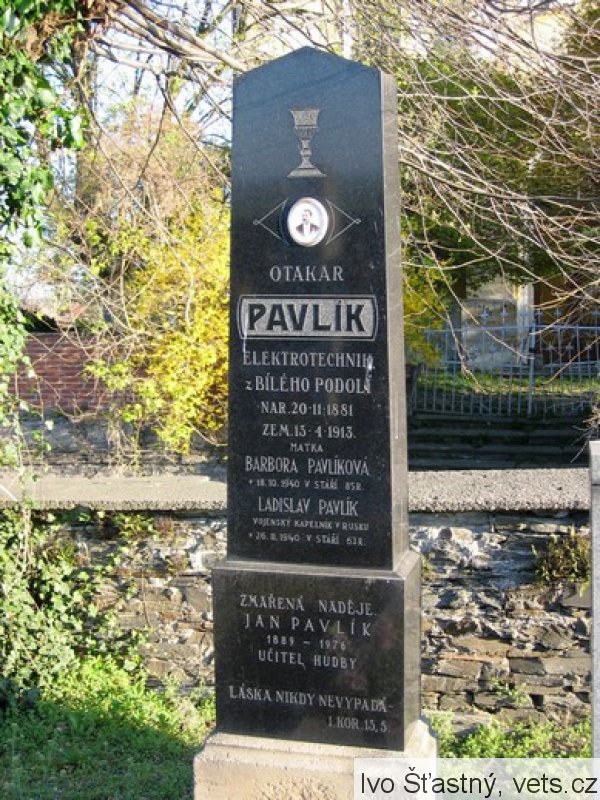 OTAKAR
PAVLÍK
ELEKTROTECHNIK
z BÍLÉHO PODOLÍ
NAR. 20·11·1881
ZEM. 13·4·1913.
MATKA
BARBORA PAVLÍKOVÁ
+ 18.10.1940 V STÁŘÍ 85R.
LADISLAV PAVLÍK
VOJENSKÝ KAPELNÍK V RUSKU
+ 26.11.1940 V STÁŘÍ 63R.
ZMAŘENÁ NADĚJE.
JAN PAVLÍK
1889 – 1976
UČITEL HUDBY
LÁSKA NIKDY NEVYPADÁ
1. KOR. 13, 5.
Ivo Šťastný, vets.cz